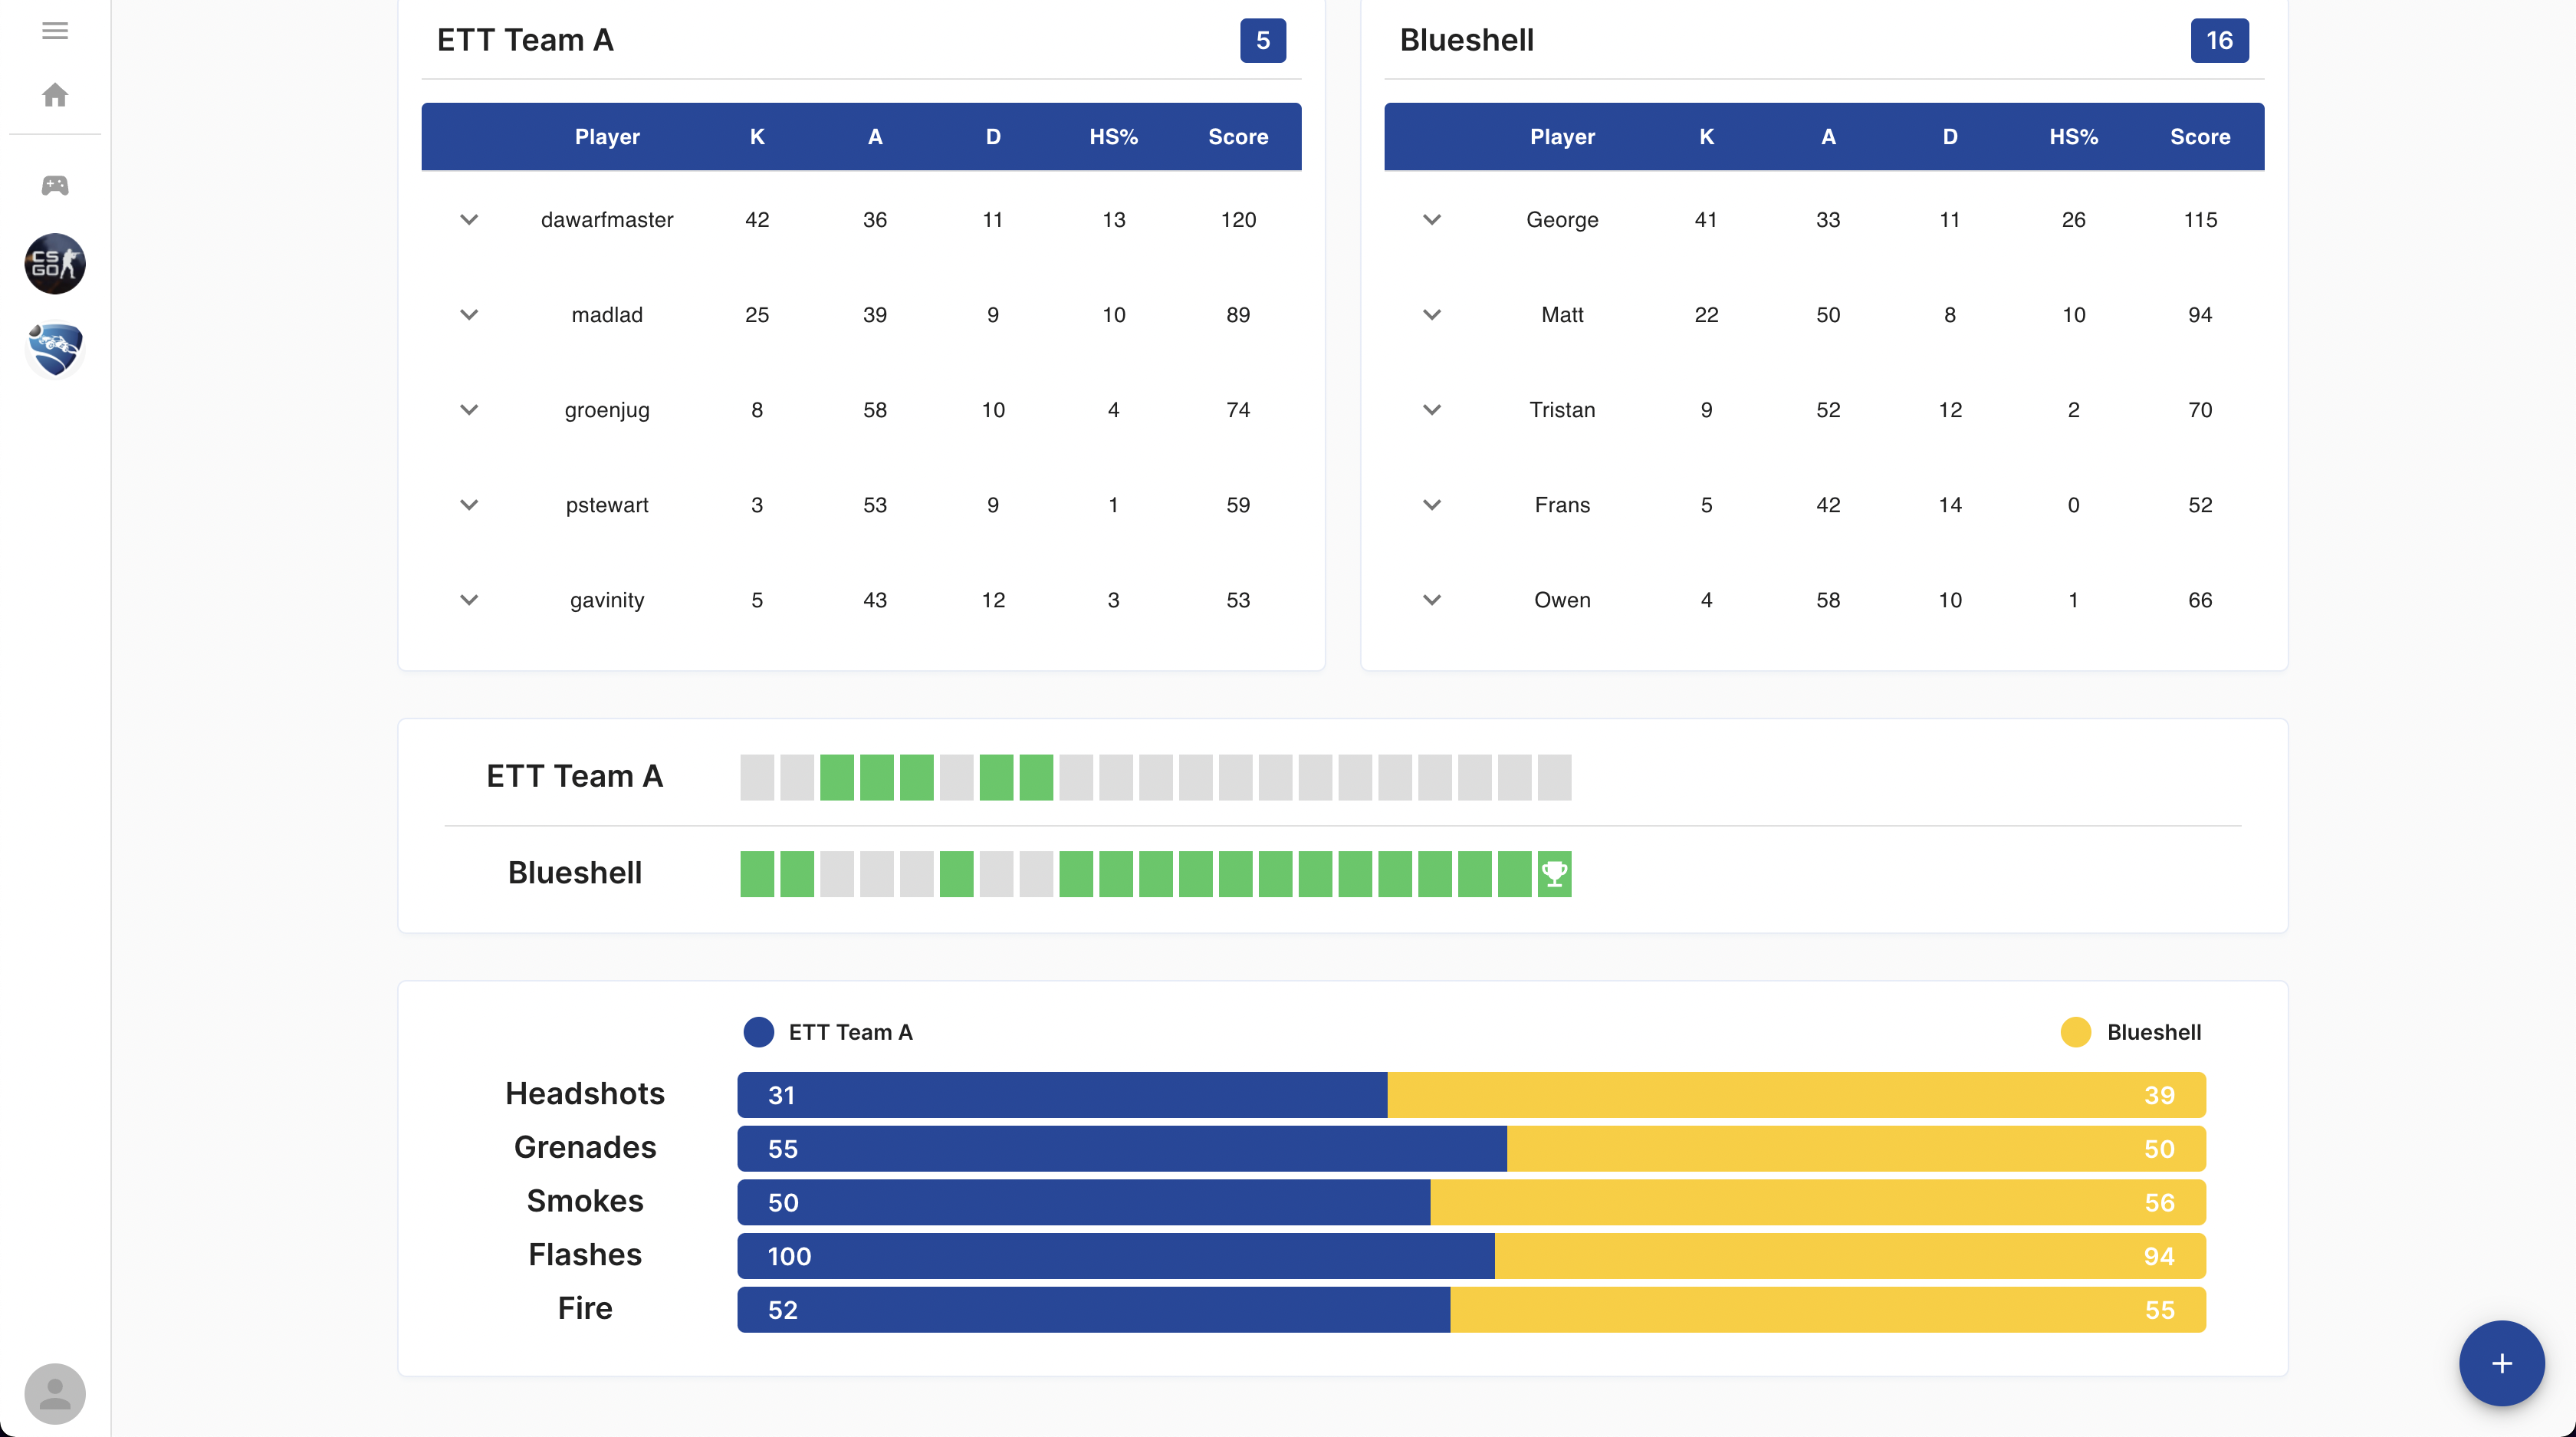 ETT Team A 5
Player K A D HS% Score
dawarfmaster 42 36 11 13 120
madlad 25 39 9 10 89
groenjug 8 58 10 4 74
pstewart 3 53 9 1 59
gavinity 5 43 12 3 53
Blueshell 16
Player K A D HS% Score
George 41 33 11 26 115
Matt 22 50 8 10 94
Tristan 9 52 12 2 70
Frans 5 42 14 0 52
Owen 4 58 10 1 66
CS
GO
ETT Team A
Blueshell
ETT Team A Blueshell
Headshots 31 39
Grenades 55 50
Smokes 50 56
Flashes 100 94
Fire 52 55
+